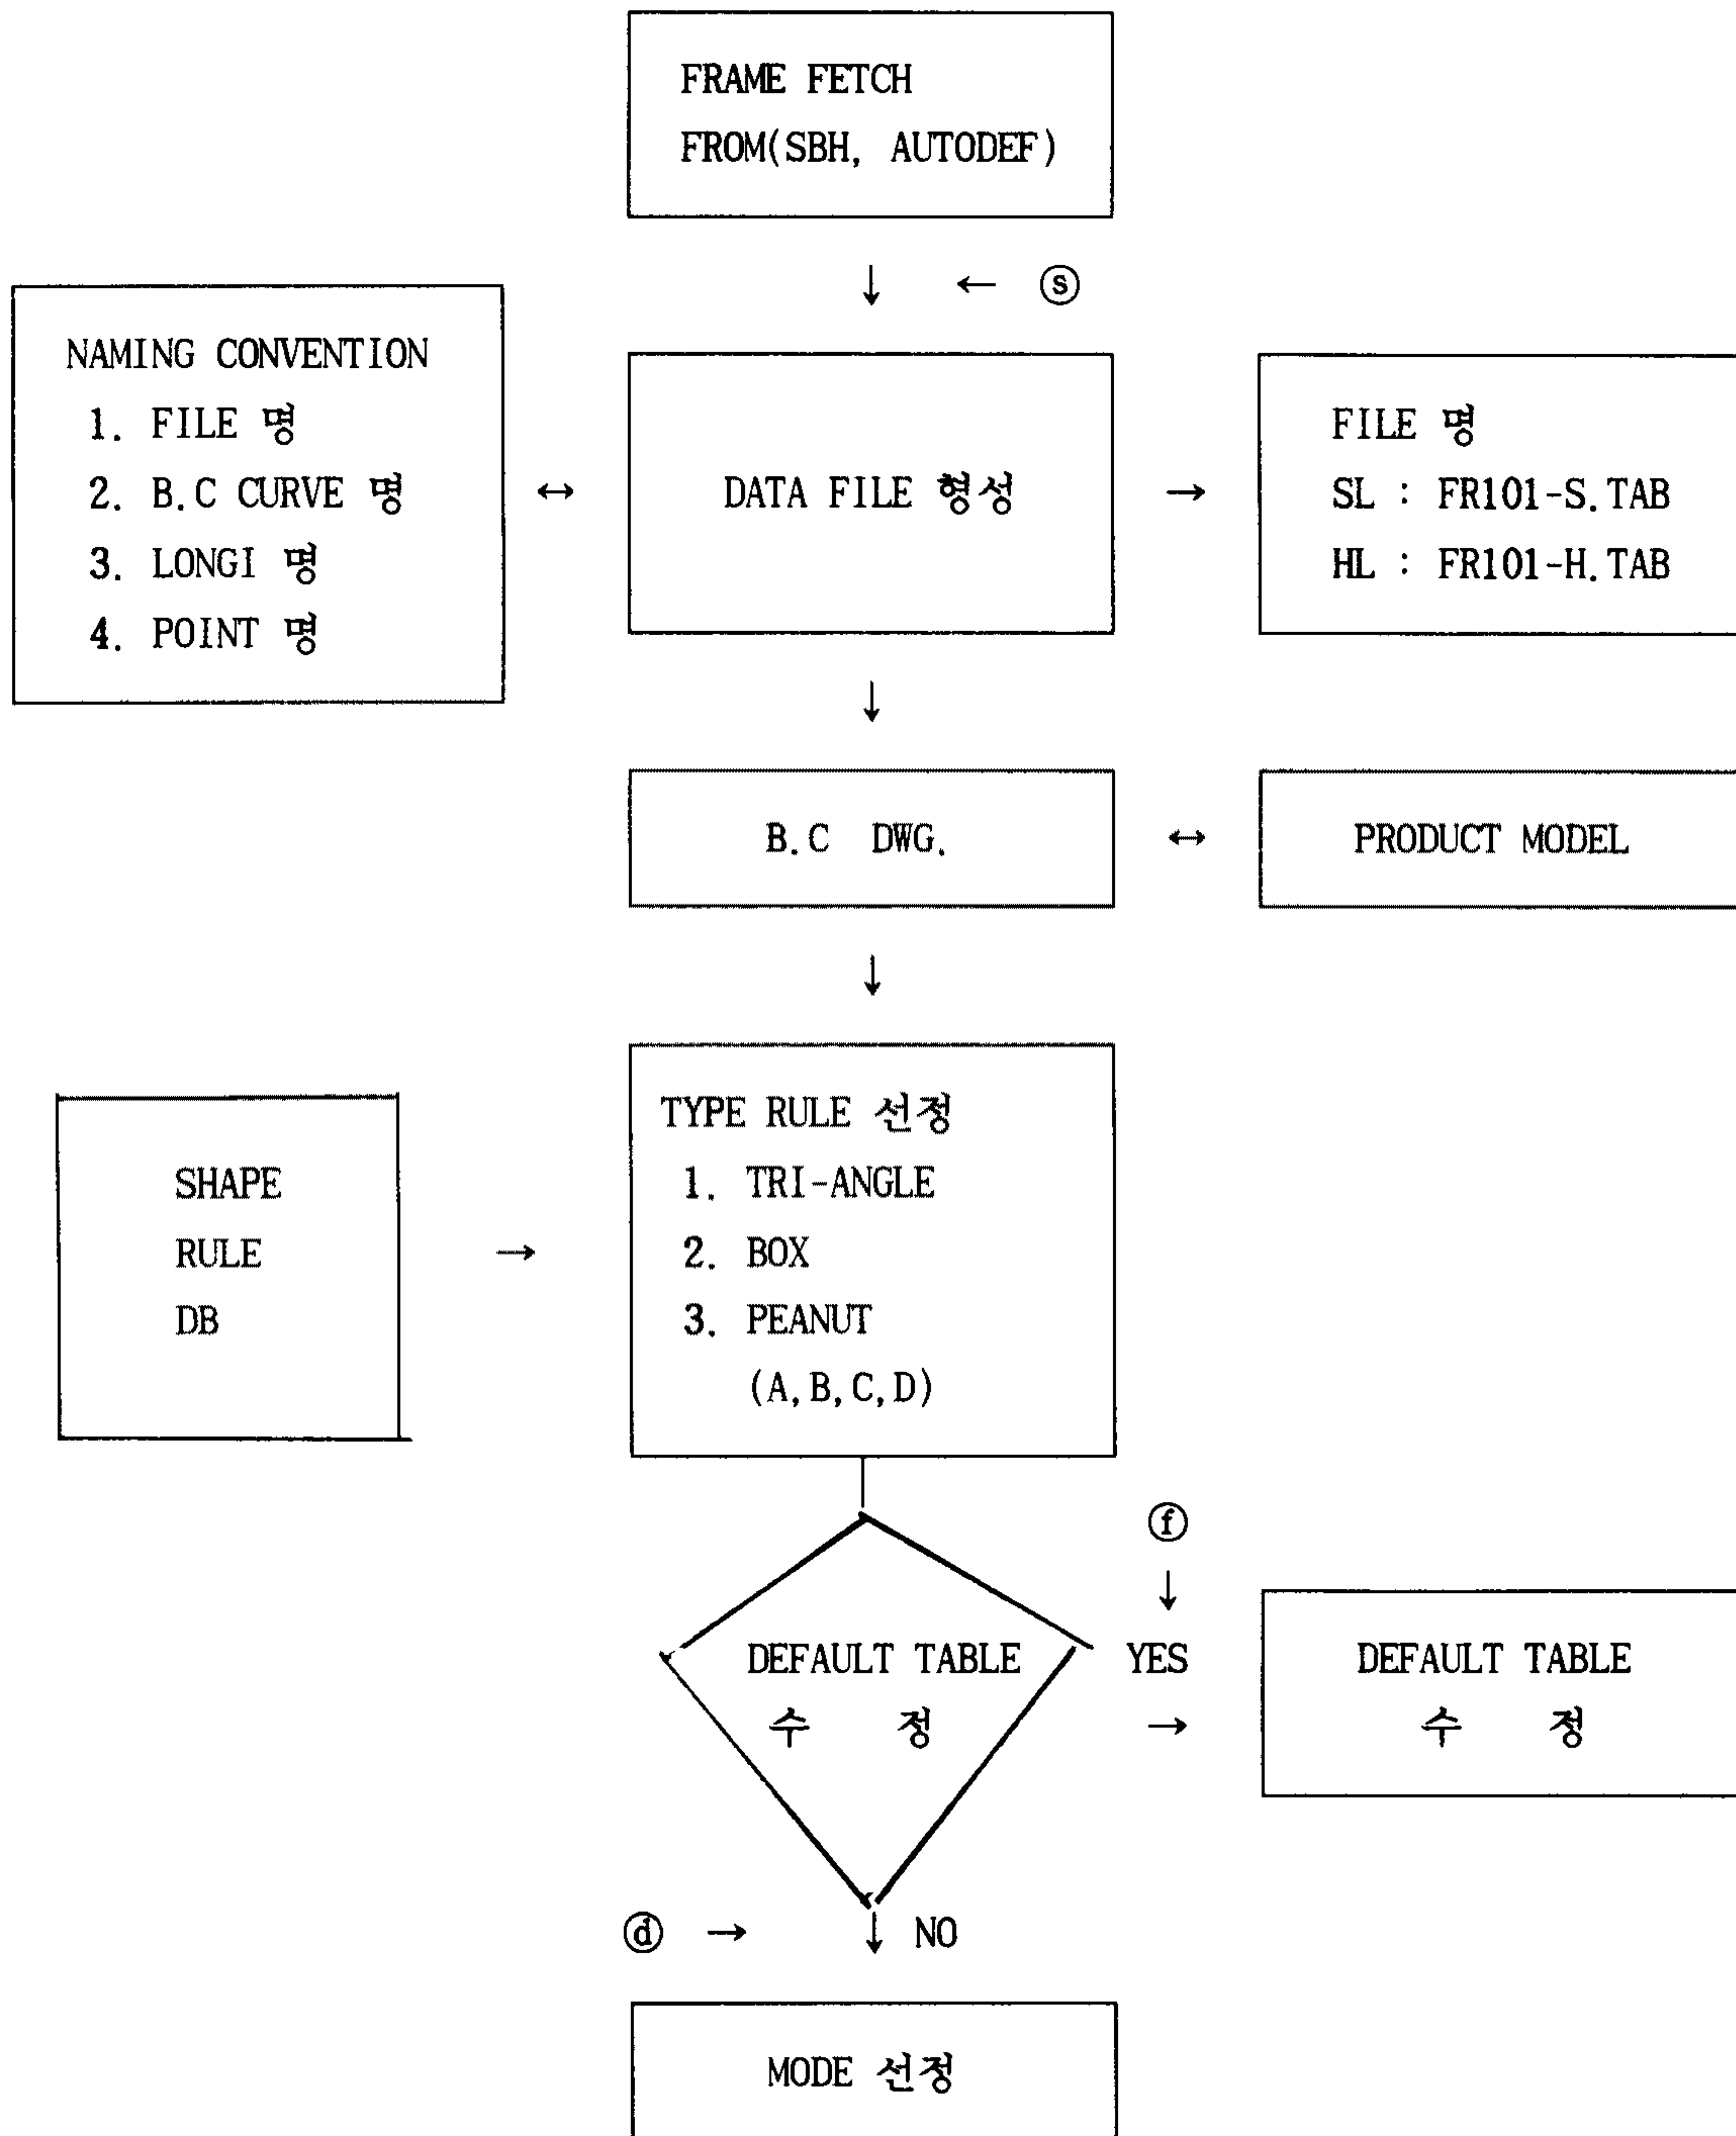 FRAME FETCH
FROM(SBH, AUTODEF)
↓ ← ⓢ
NAMING CONVENTION
1. FILE 명
2. B.C CURVE 명
3. LONGI 명
4. POINT 명
↔
DATA FILE 형성
→
FILE 명
SL : FR101-S.TAB
HL : FR101-H.TAB
↓
B.C DWG.
↔
PRODUCT MODEL
↓
SHAPE
RULE
DB
→
TYPE RULE 선정
1. TRI-ANGLE
2. BOX
3. PEANUT
(A,B,C,D)
ⓕ
↓
DEFAULT TABLE
수 정
YES
→
DEFAULT TABLE
수 정
ⓓ → ↓ NO
MODE 선정